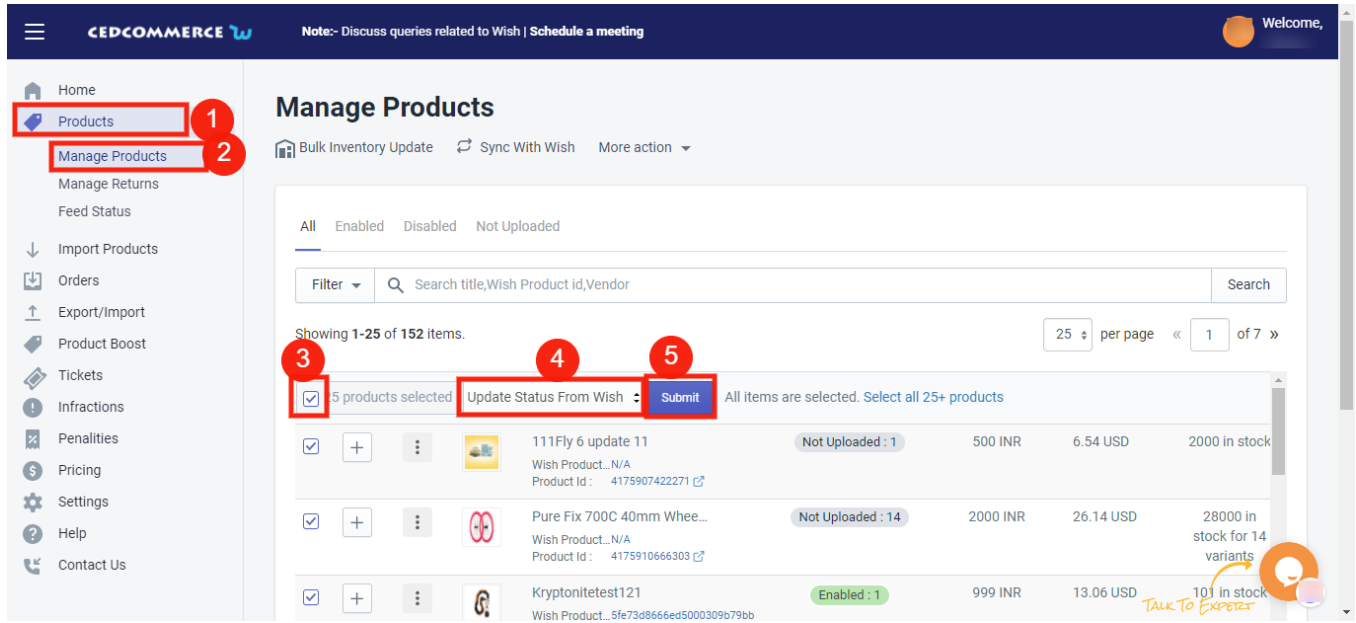 CEDCOMMERCE
Note:- Discuss queries related to Wish | Schedule a meeting
Welcome,
Home
Products
1
Manage Products
2
Manage Returns
Feed Status
Import Products
Orders
Export/Import
Product Boost
Tickets
Infractions
Penalities
Pricing
Settings
Help
Contact Us
Manage Products
Bulk Inventory Update Sync With Wish More action
All Enabled Disabled Not Uploaded
Filter Search title,Wish Product id,Vendor Search
Showing 1-25 of 152 items. 25 per page « 1 of 7 »
3 4 5
25 products selected Update Status From Wish Submit All items are selected. Select all 25+ products
111Fly 6 update 11 Not Uploaded : 1 500 INR 6.54 USD 2000 in stock
Wish Product...N/A
Product Id : 4175907422271
Pure Fix 700C 40mm Whee... Not Uploaded : 14 2000 INR 26.14 USD 28000 in
stock for 14
variants
Wish Product...N/A
Product Id : 4175910666303
Kryptonitetest121 Enabled : 1 999 INR 13.06 USD 101 in stock
Wish Product...5fe73d8666ed5000309b79bb
TALK TO EXPERT